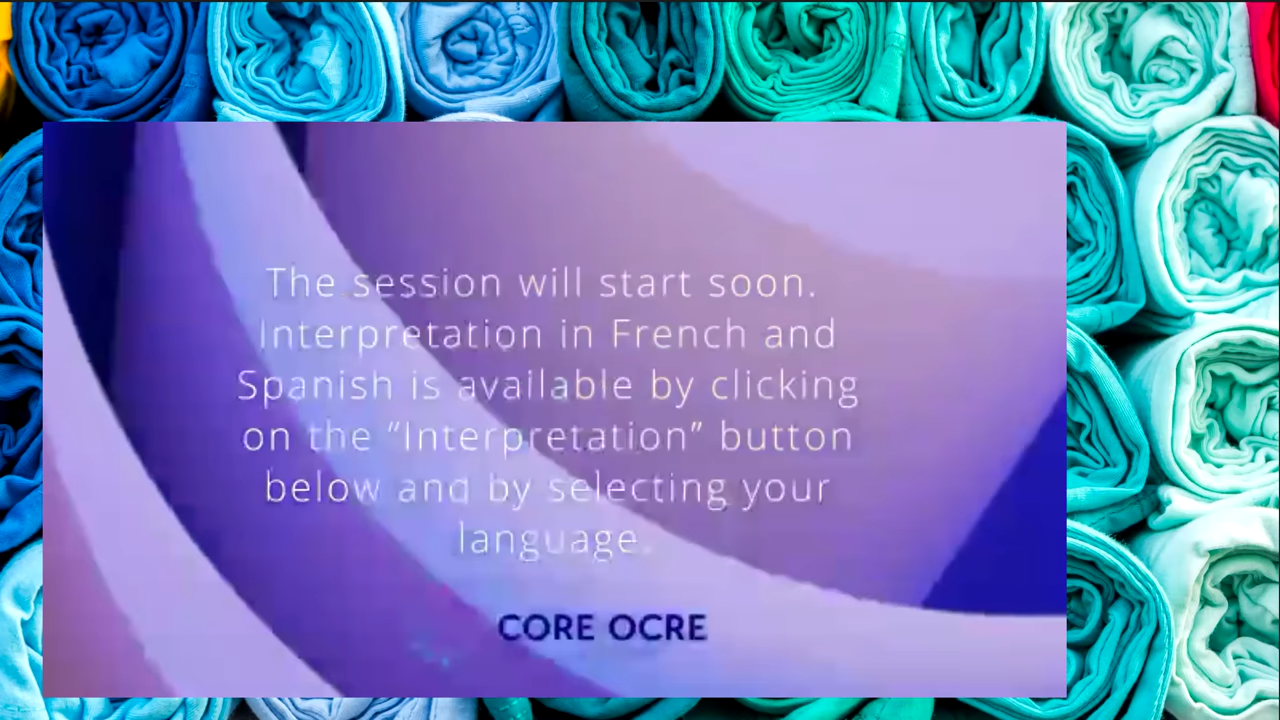 The session will start soon.
Interpretation in French and
Spanish is available by clicking
on the “Interpretation” button
below and by selecting your
language.
CORE OCRE